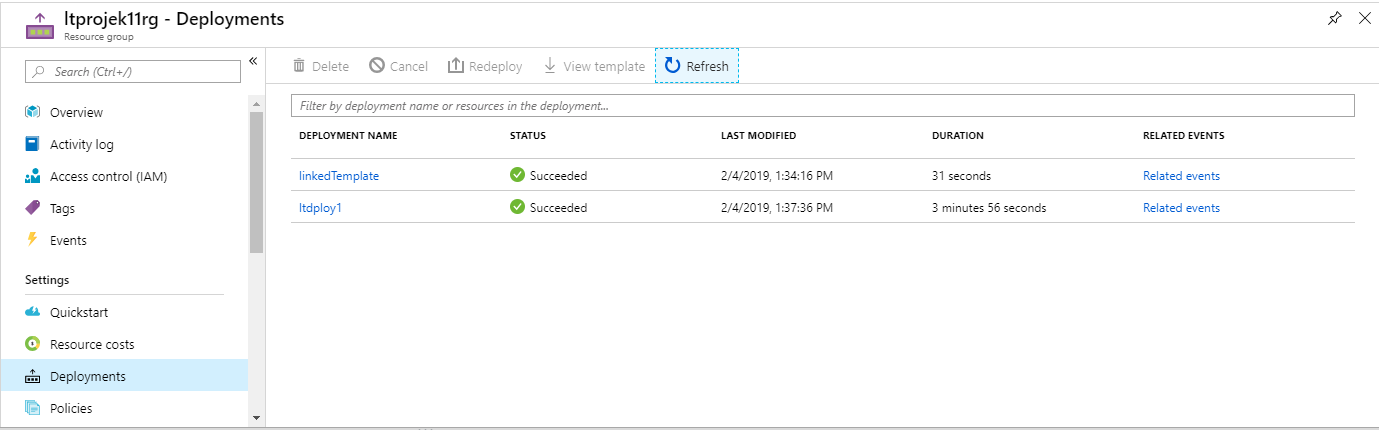 ltprojek11rg - Deployments
Resource group
Search (Ctrl+/)
«
Overview
Activity log
Access control (IAM)
Tags
Events
Settings
Quickstart
Resource costs
Deployments
Policies
Delete Cancel Redeploy View template Refresh
Filter by deployment name or resources in the deployment...
DEPLOYMENT NAME STATUS LAST MODIFIED DURATION RELATED EVENTS
linkedTemplate Succeeded 2/4/2019, 1:34:16 PM 31 seconds Related events
ltdploy1 Succeeded 2/4/2019, 1:37:36 PM 3 minutes 56 seconds Related events